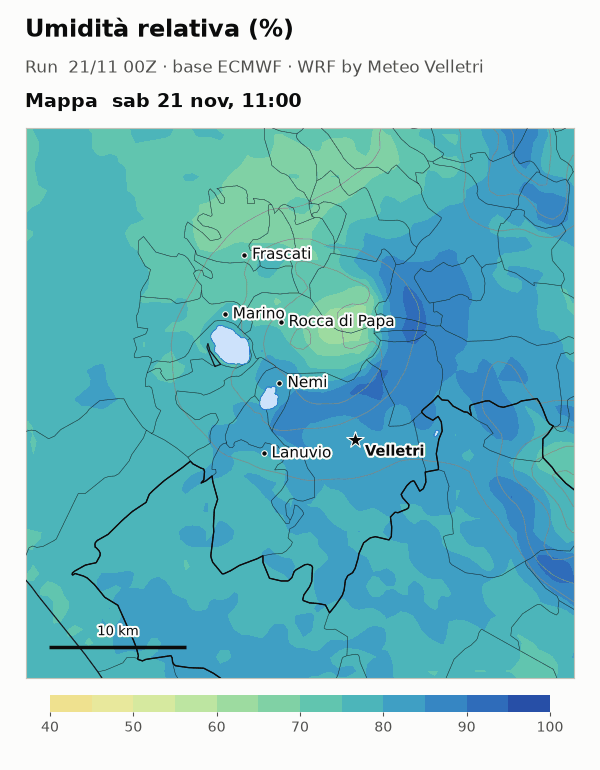 Umidità relativa (%)
Run  21/11 00Z · base ECMWF · WRF by Meteo Velletri
Mappa  sab 21 nov, 11:00
Frascati
Marino
Rocca di Papa
Nemi
Velletri
Lanuvio
10 km
40 50 60 70 80 90 100